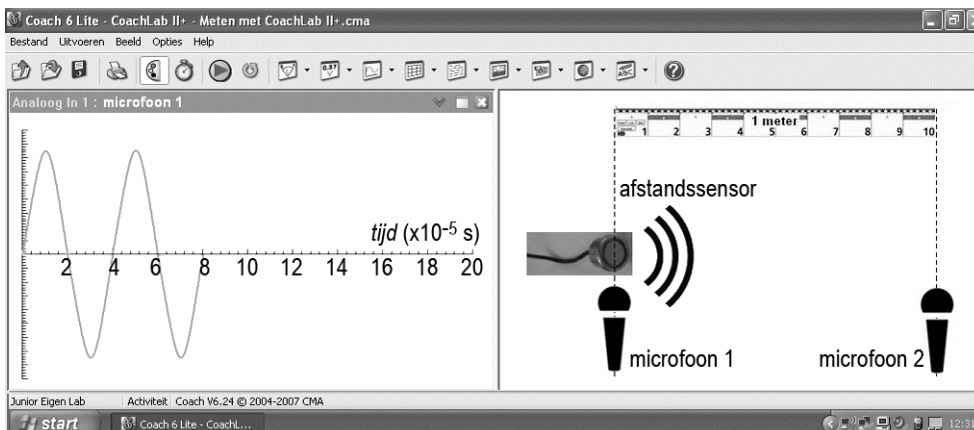 Coach 6 Lite - CoachLab II+ - Meten met CoachLab II+.cma
Bestand Uitvoeren Beeld Opties Help
0.37
ABC
Analoog In 1 : microfoon 1
tijd (x10⁻⁵ s)
2 4 6 8 10 12 14 16 18 20
1 meter
1 2 3 4 5 6 7 8 9 10
afstandssensor
microfoon 1
microfoon 2
Junior Eigen Lab Activiteit Coach V6.24 © 2004-2007 CMA
start Coach 6 Lite - CoachL...